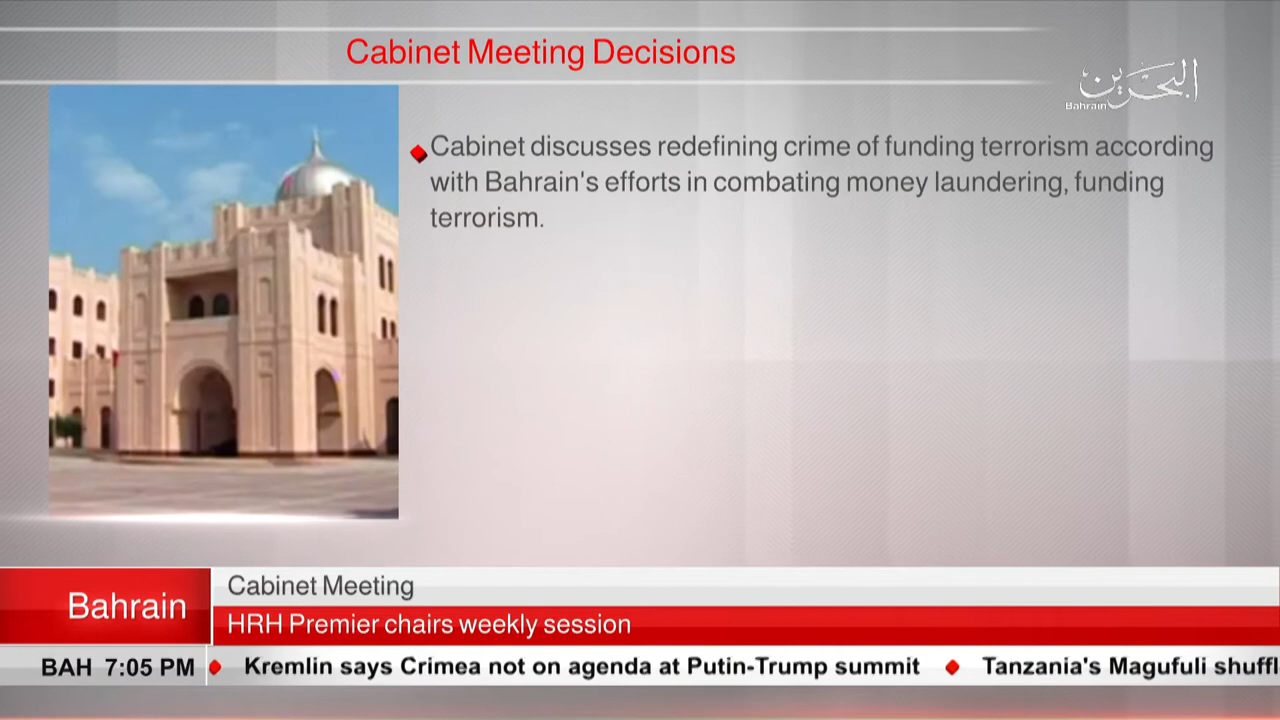 Cabinet Meeting Decisions
البحرين
Bahrain
Cabinet discusses redefining crime of funding terrorism according
with Bahrain's efforts in combating money laundering, funding
terrorism.
Bahrain
Cabinet Meeting
HRH Premier chairs weekly session
BAH 7:05 PM Kremlin says Crimea not on agenda at Putin-Trump summit Tanzania's Magufuli shuffl